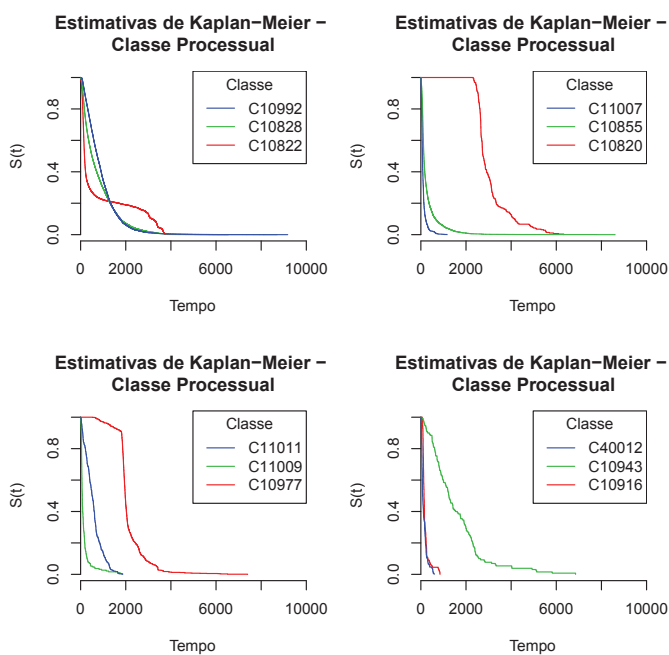 Estimativas de Kaplan−Meier −
Classe Processual
Classe
C10992
C10828
C10822
S(t)
0.8
0.4
0.0
0 2000 6000 10000
Tempo
Estimativas de Kaplan−Meier −
Classe Processual
Classe
C11007
C10855
C10820
S(t)
0.8
0.4
0.0
0 2000 6000 10000
Tempo
Estimativas de Kaplan−Meier −
Classe Processual
Classe
C11011
C11009
C10977
S(t)
0.8
0.4
0.0
0 2000 6000 10000
Tempo
Estimativas de Kaplan−Meier −
Classe Processual
Classe
C40012
C10943
C10916
S(t)
0.8
0.4
0.0
0 2000 6000 10000
Tempo